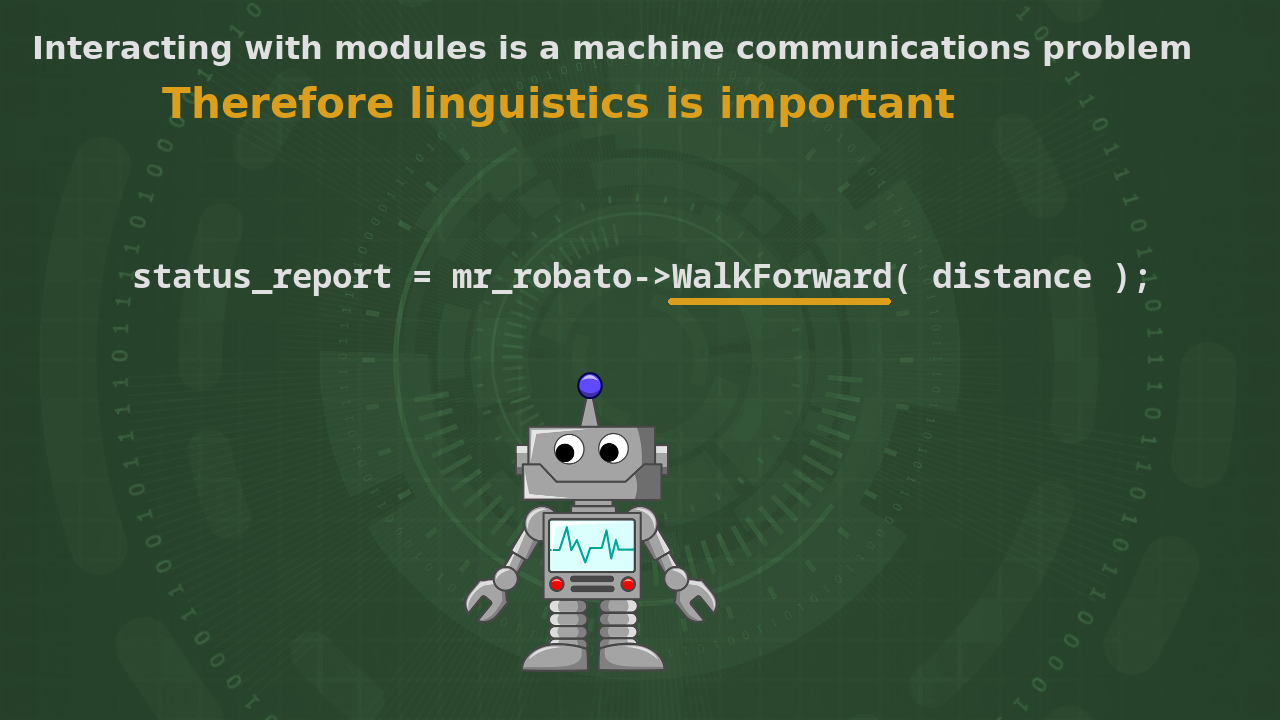 Interacting with modules is a machine communications problem
Therefore linguistics is important
status_report = mr_robato->WalkForward( distance );